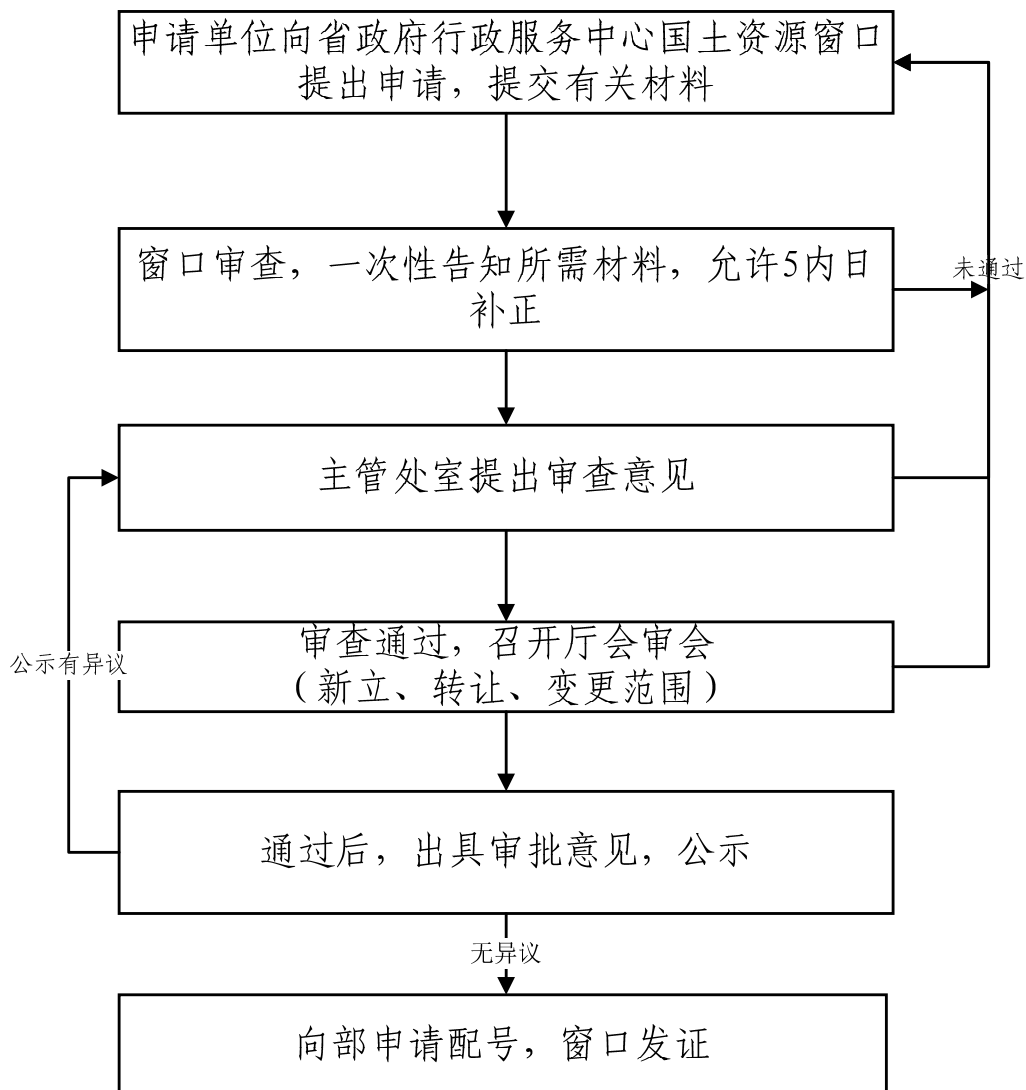 申请单位向省政府行政服务中心国土资源窗口
提出申请，提交有关材料
窗口审查，一次性告知所需材料，允许5内日
补正
未通过
主管处室提出审查意见
审查通过，召开厅会审会
（新立、转让、变更范围）
公示有异议
通过后，出具审批意见，公示
无异议
向部申请配号，窗口发证